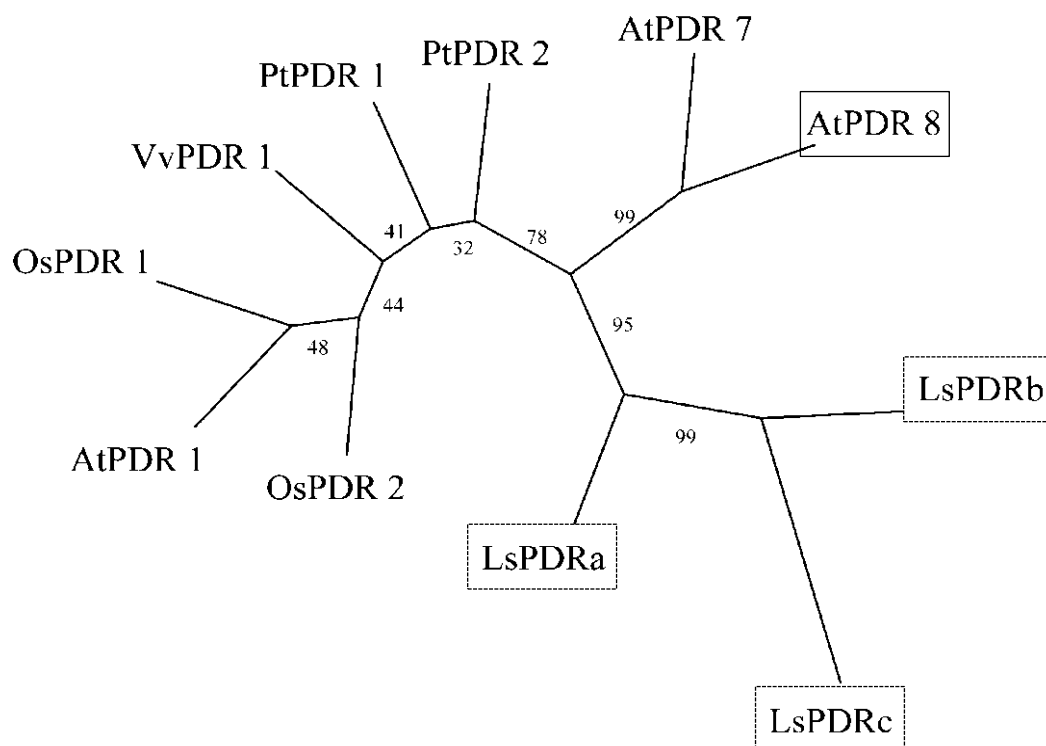 AtPDR 7
PtPDR 2
PtPDR 1
AtPDR 8
VvPDR 1
99
41
32
78
OsPDR 1
44
95
48
LsPDRb
AtPDR 1
99
OsPDR 2
LsPDRa
LsPDRc